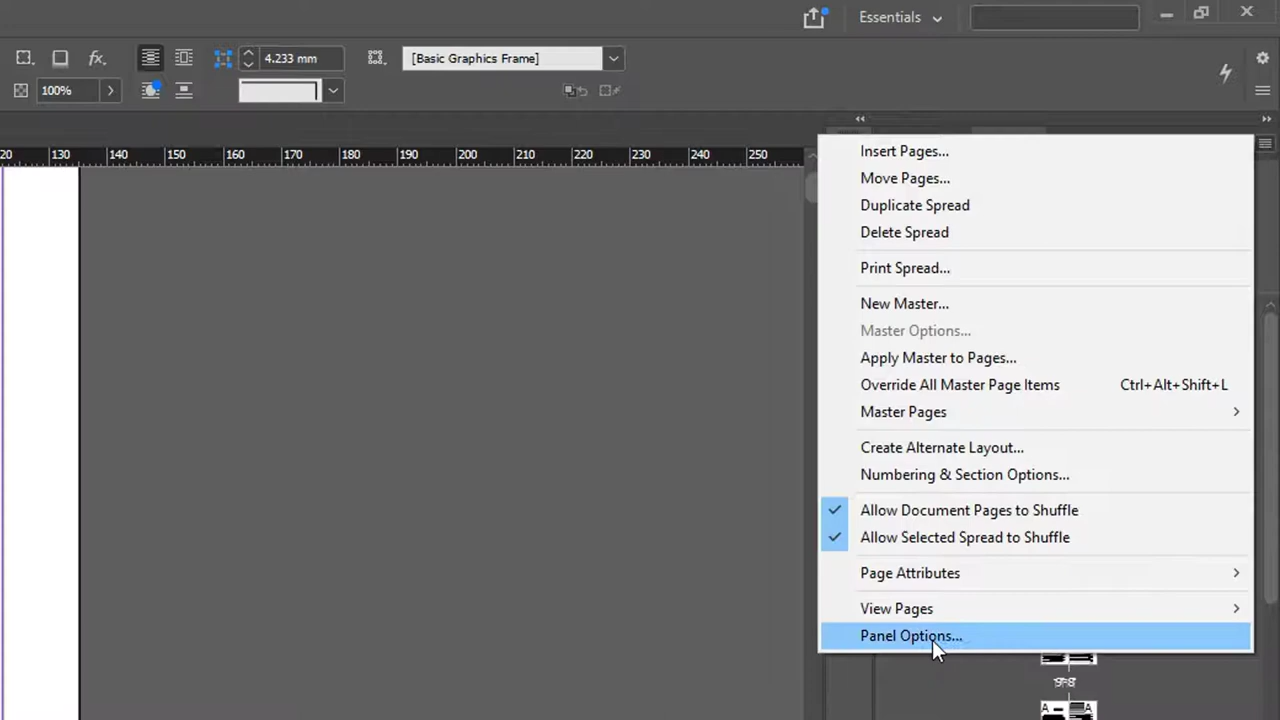 Essentials
fx.
4.233 mm
[Basic Graphics Frame]
100%
20 130 140 150 160 170 180 190 200 210 220 230 240 250
Insert Pages...
Move Pages...
Duplicate Spread
Delete Spread
Print Spread...
New Master...
Master Options...
Apply Master to Pages...
Override All Master Page Items Ctrl+Alt+Shift+L
Master Pages
Create Alternate Layout...
Numbering & Section Options...
Allow Document Pages to Shuffle
Allow Selected Spread to Shuffle
Page Attributes
View Pages
Panel Options...
A A